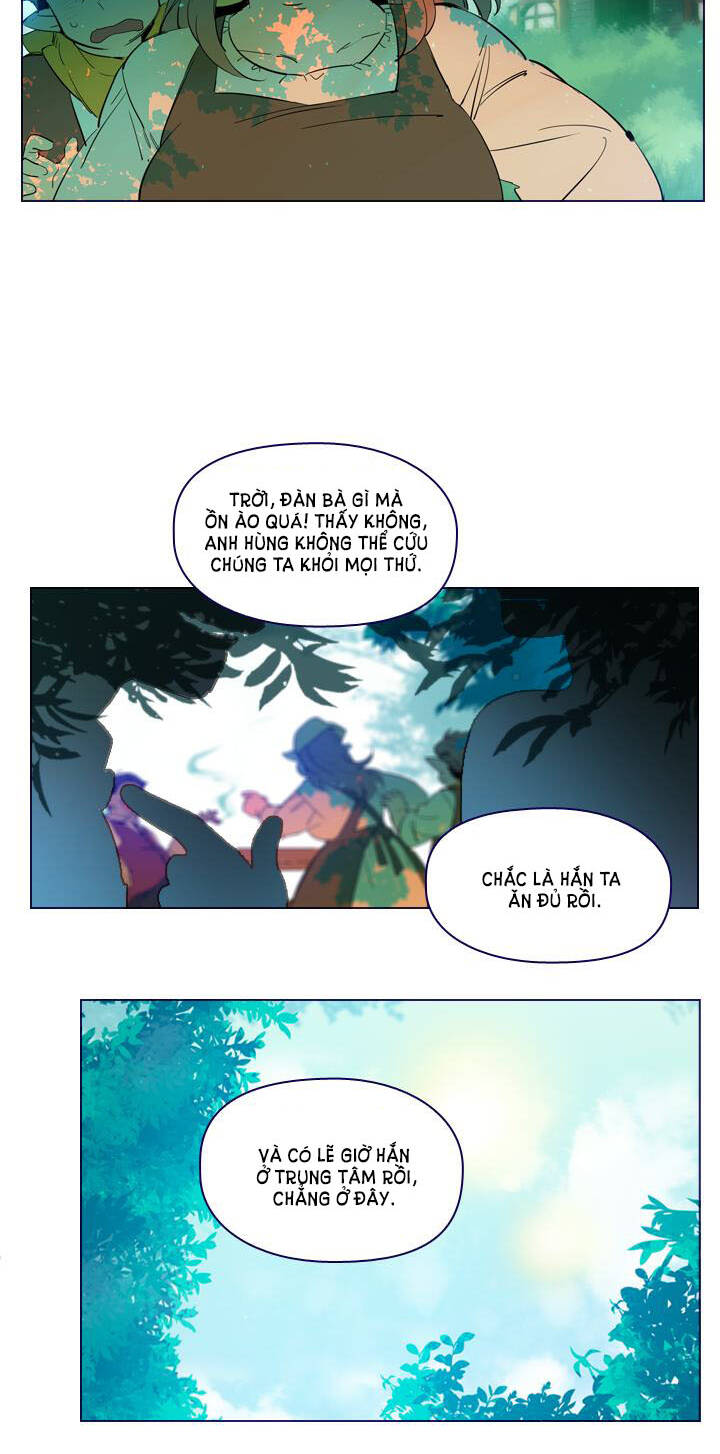 TRỜI, ĐÀN BÀ GÌ MÀ
ỒN ÀO QUÁ! THẤY KHÔNG,
ANH HÙNG KHÔNG THỂ CỨU
CHÚNG TA KHỎI MỌI THỨ.
CHẮC LÀ HẮN TA
ĂN ĐỦ RỒI.
VÀ CÓ LẼ GIỜ HẮN
Ở TRUNG TÂM RỒI,
CHẲNG Ở ĐÂY.